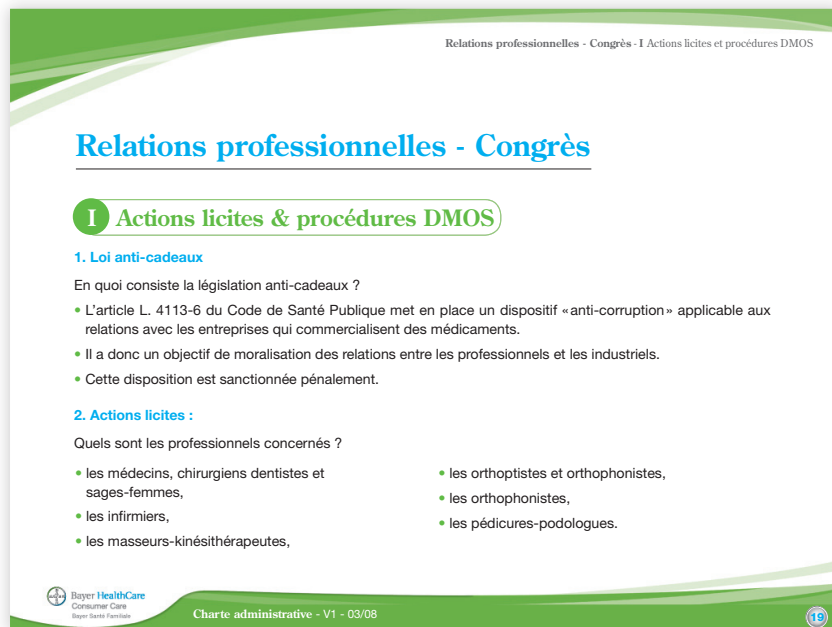 Relations professionnelles - Congrès - I Actions licites et procédures DMOS
Relations professionnelles - Congrès
I Actions licites & procédures DMOS
1. Loi anti-cadeaux
En quoi consiste la législation anti-cadeaux ?
• L'article L. 4113-6 du Code de Santé Publique met en place un dispositif «anti-corruption» applicable aux
relations avec les entreprises qui commercialisent des médicaments.
• Il a donc un objectif de moralisation des relations entre les professionnels et les industriels.
• Cette disposition est sanctionnée pénalement.
2. Actions licites :
Quels sont les professionnels concernés ?
• les médecins, chirurgiens dentistes et
sages-femmes,
• les infirmiers,
• les masseurs-kinésithérapeutes,
• les orthoptistes et orthophonistes,
• les orthophonistes,
• les pédicures-podologues.
Bayer HealthCare
Consumer Care
Bayer Santé Familiale
Charte administrative - V1 - 03/08
19